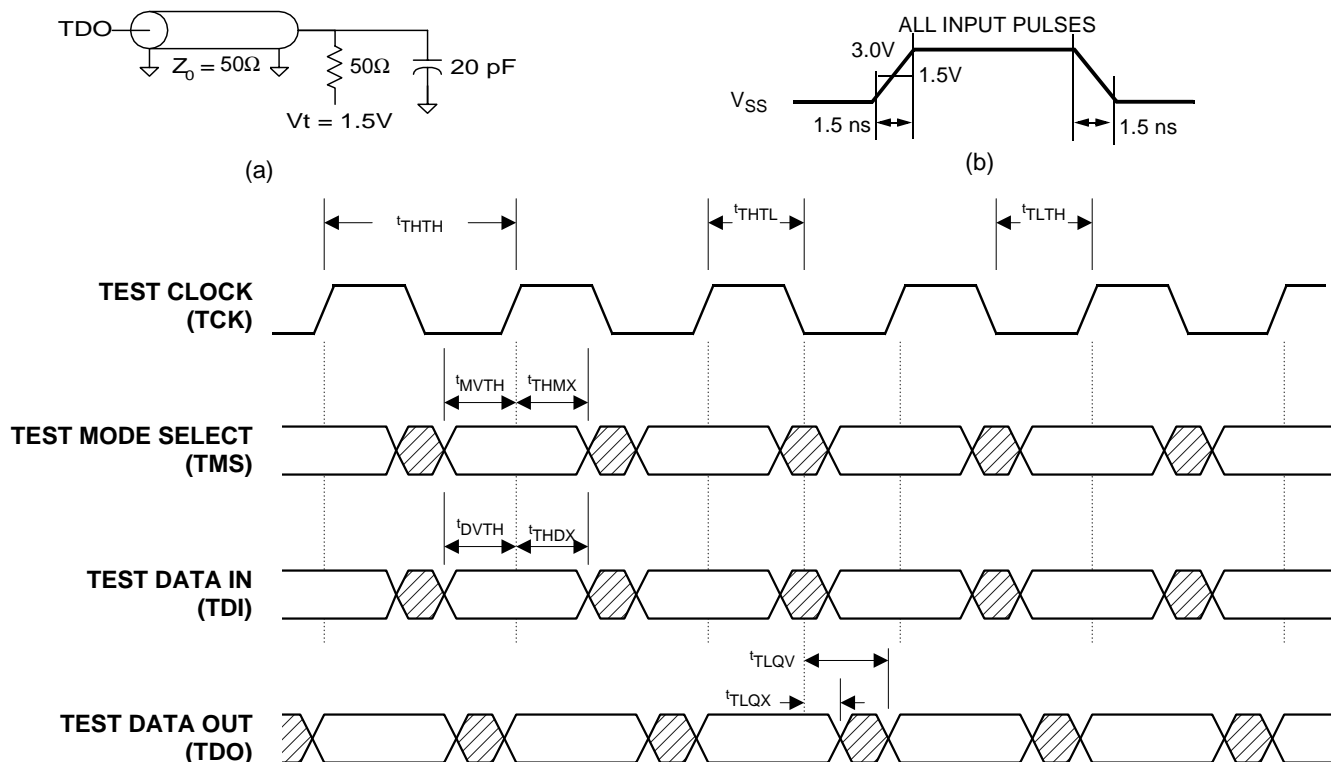 TDO
Z0 = 50Ω
50Ω
20 pF
Vt = 1.5V
(a)
ALL INPUT PULSES
3.0V
1.5V
VSS
1.5 ns
1.5 ns
(b)
tTHTH
tTHTL
tTLTH
TEST CLOCK
(TCK)
tMVTH
tTHMX
TEST MODE SELECT
(TMS)
tDVTH
tTHDX
TEST DATA IN
(TDI)
tTLQV
tTLQX
TEST DATA OUT
(TDO)